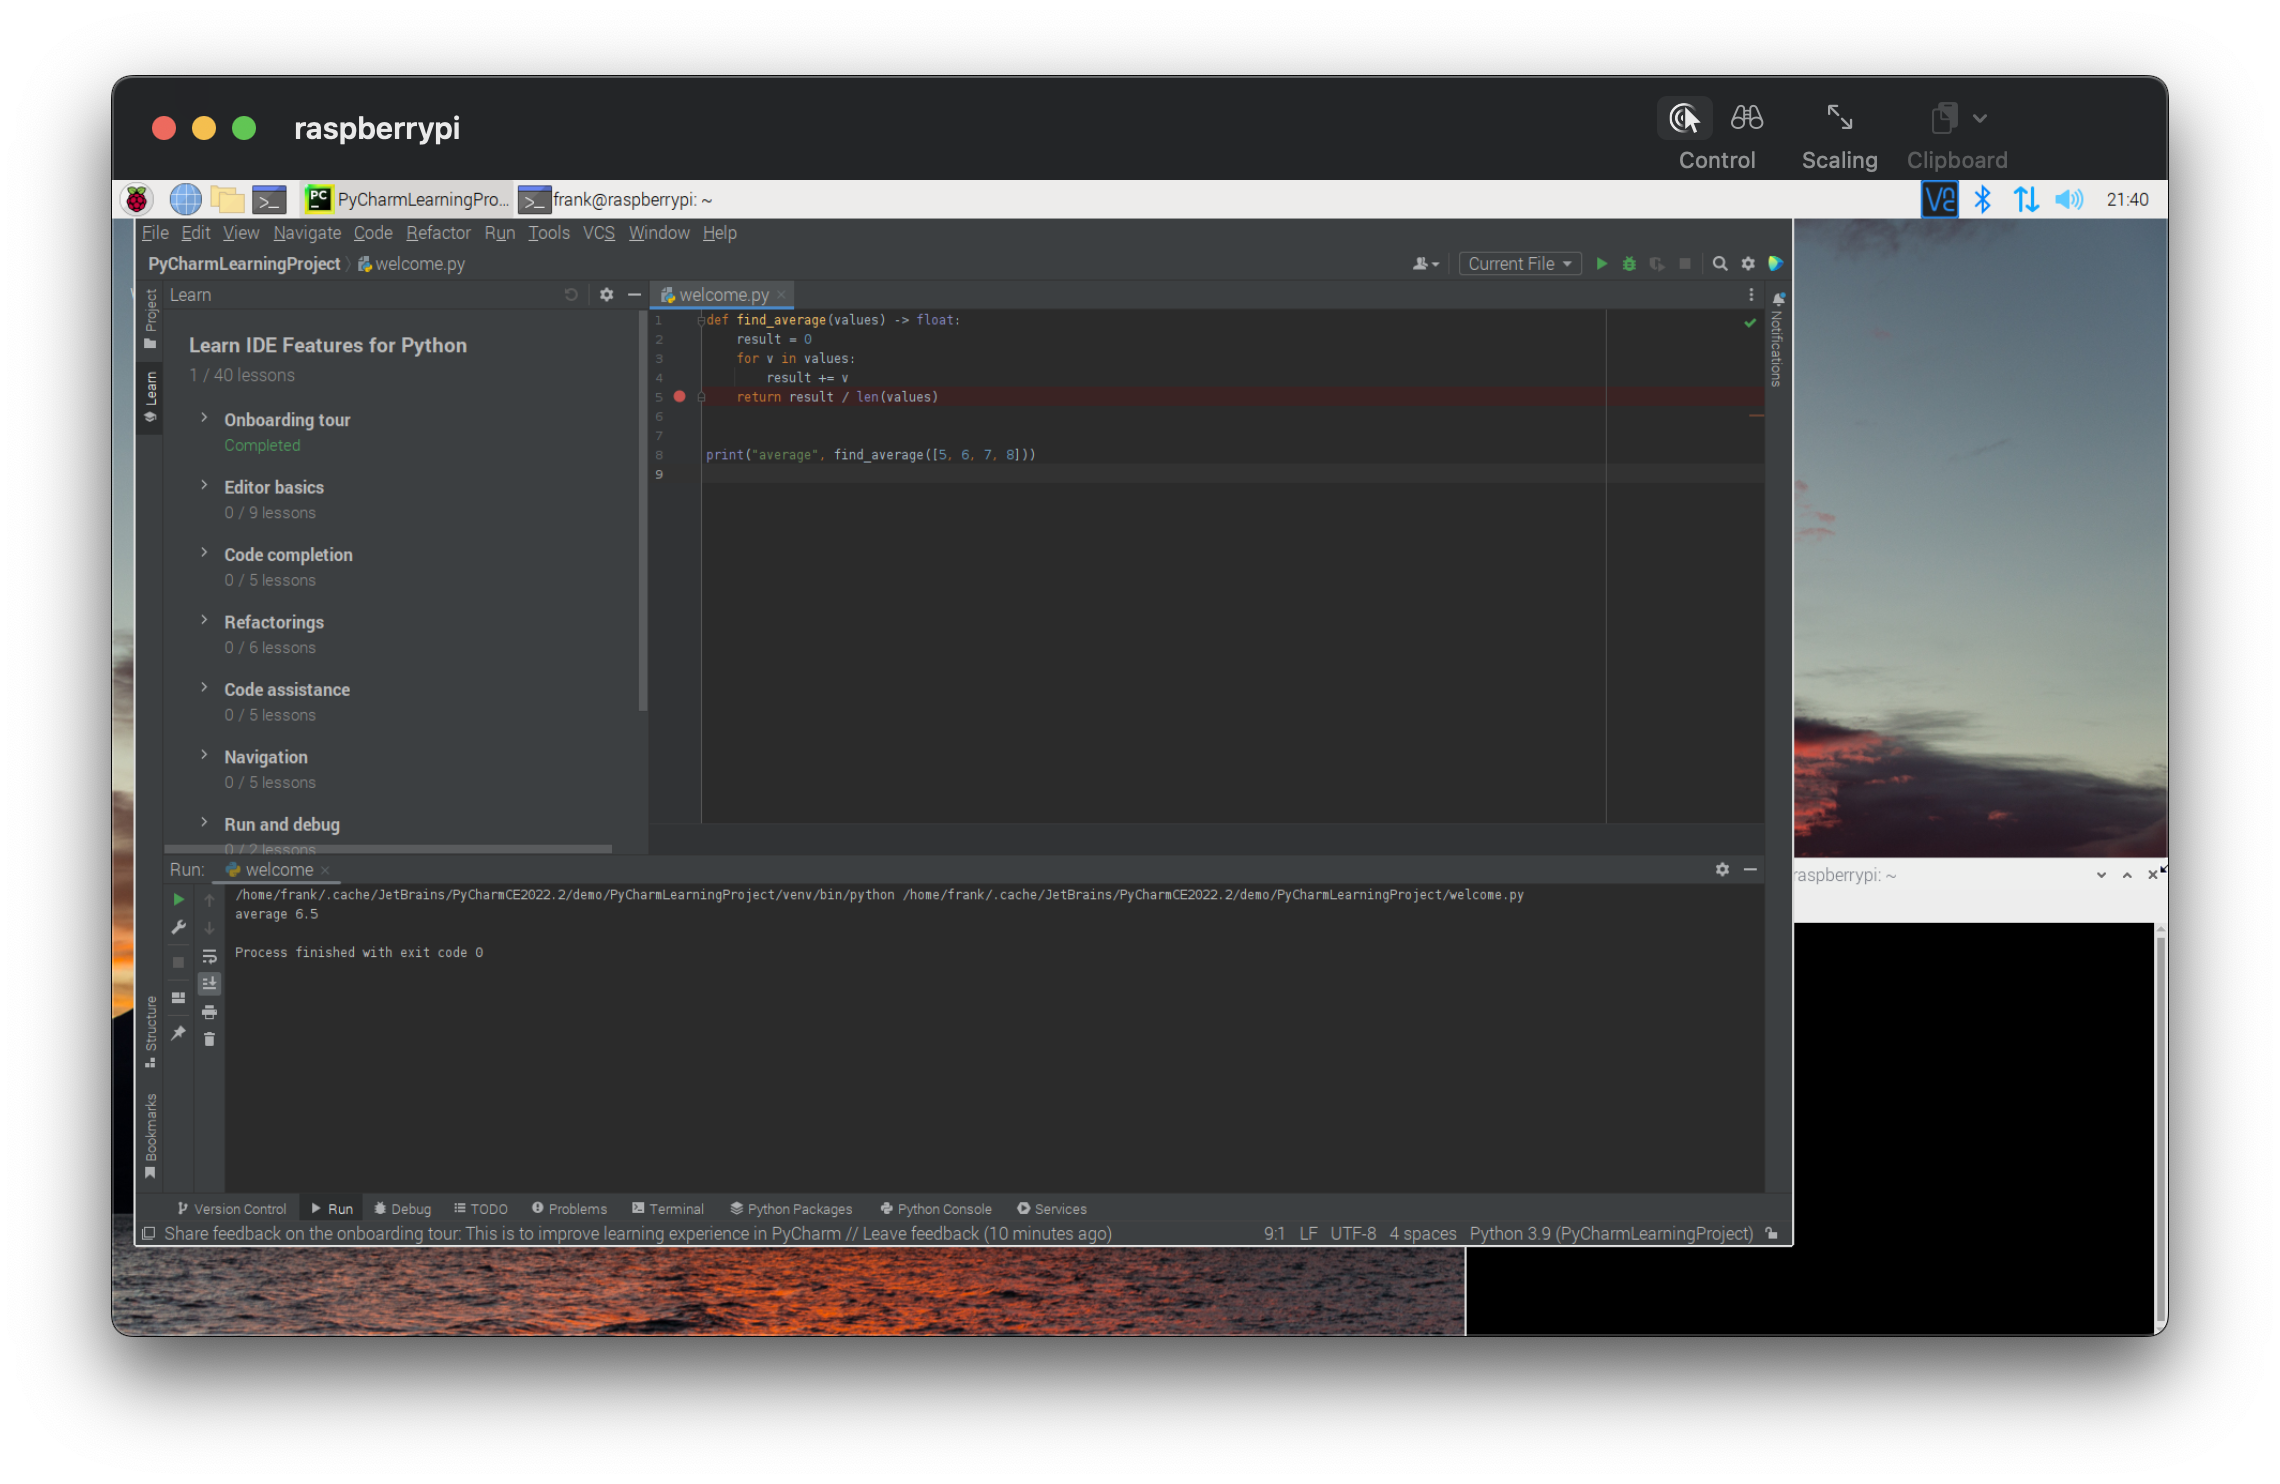 raspberrypi
Control
Scaling
Clipboard
PC
PyCharmLearningPro...
frank@raspberrypi: ~
21:40
File Edit View Navigate Code Refactor Run Tools VCS Window Help
PyCharmLearningProject
welcome.py
Current File
Project
Learn
Learn
welcome.py
Notifications
Learn IDE Features for Python
1 / 40 lessons
Onboarding tour
Completed
Editor basics
0 / 9 lessons
Code completion
0 / 5 lessons
Refactorings
0 / 6 lessons
Code assistance
0 / 5 lessons
Navigation
0 / 5 lessons
Run and debug
0 / 2 lessons
1 def find_average(values) -> float:
2 result = 0
3 for v in values:
4 result += v
5 return result / len(values)
6
7
8 print("average", find_average([5, 6, 7, 8]))
9
Run:
welcome
raspberrypi: ~
/home/frank/.cache/JetBrains/PyCharmCE2022.2/demo/PyCharmLearningProject/venv/bin/python /home/frank/.cache/JetBrains/PyCharmCE2022.2/demo/PyCharmLearningProject/welcome.py
average 6.5
Process finished with exit code 0
Structure
Bookmarks
Version Control
Run
Debug
TODO
Problems
Terminal
Python Packages
Python Console
Services
Share feedback on the onboarding tour: This is to improve learning experience in PyCharm // Leave feedback (10 minutes ago)
9:1 LF UTF-8 4 spaces Python 3.9 (PyCharmLearningProject)